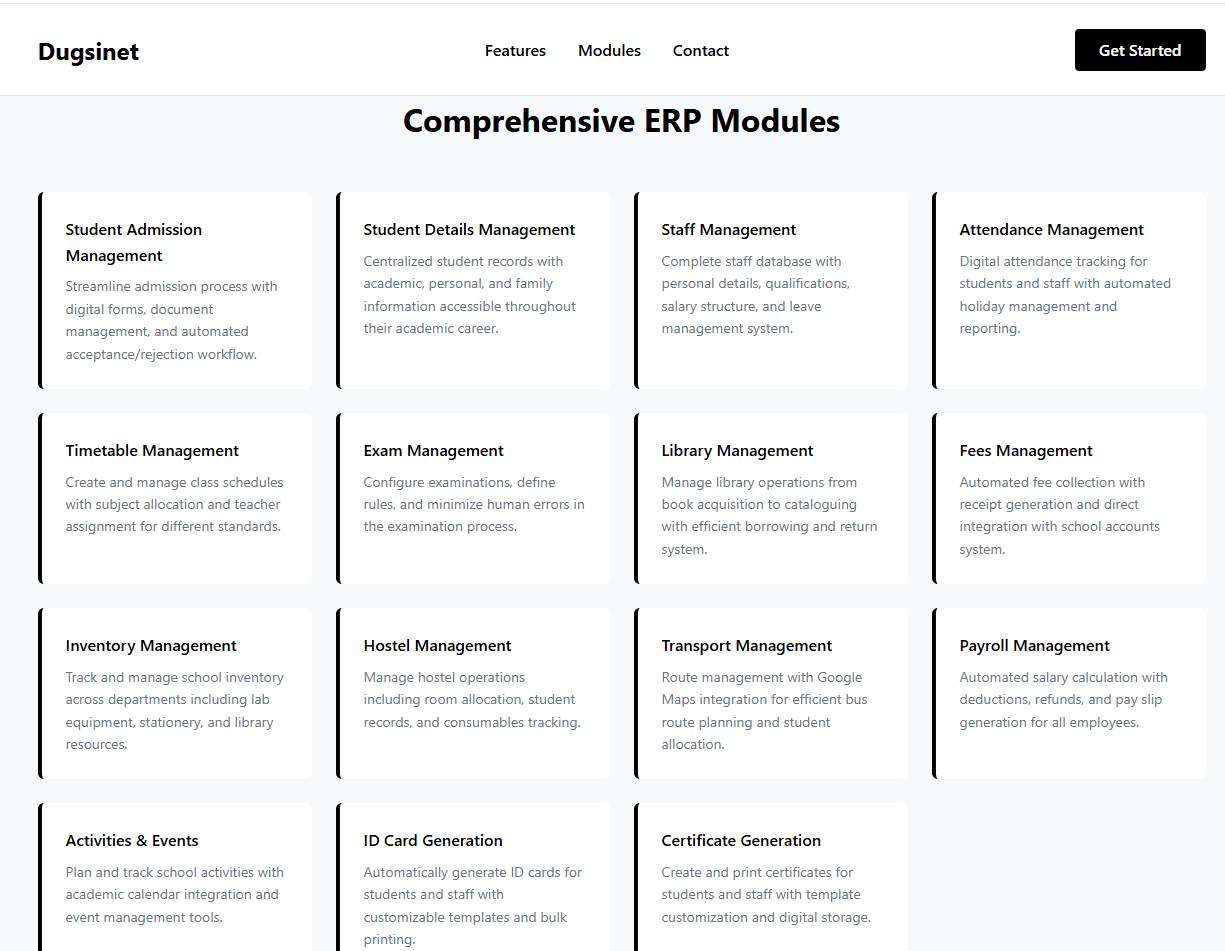 Dugsinet
Features
Modules
Contact
Get Started
Comprehensive ERP Modules
Student Admission
Management
Streamline admission process with
digital forms, document
management, and automated
acceptance/rejection workflow.
Student Details Management
Centralized student records with
academic, personal, and family
information accessible throughout
their academic career.
Staff Management
Complete staff database with
personal details, qualifications,
salary structure, and leave
management system.
Attendance Management
Digital attendance tracking for
students and staff with automated
holiday management and
reporting.
Timetable Management
Create and manage class schedules
with subject allocation and teacher
assignment for different standards.
Exam Management
Configure examinations, define
rules, and minimize human errors in
the examination process.
Library Management
Manage library operations from
book acquisition to cataloguing
with efficient borrowing and return
system.
Fees Management
Automated fee collection with
receipt generation and direct
integration with school accounts
system.
Inventory Management
Track and manage school inventory
across departments including lab
equipment, stationery, and library
resources.
Hostel Management
Manage hostel operations
including room allocation, student
records, and consumables tracking.
Transport Management
Route management with Google
Maps integration for efficient bus
route planning and student
allocation.
Payroll Management
Automated salary calculation with
deductions, refunds, and pay slip
generation for all employees.
Activities & Events
Plan and track school activities with
academic calendar integration and
event management tools.
ID Card Generation
Automatically generate ID cards for
students and staff with
customizable templates and bulk
printing.
Certificate Generation
Create and print certificates for
students and staff with template
customization and digital storage.